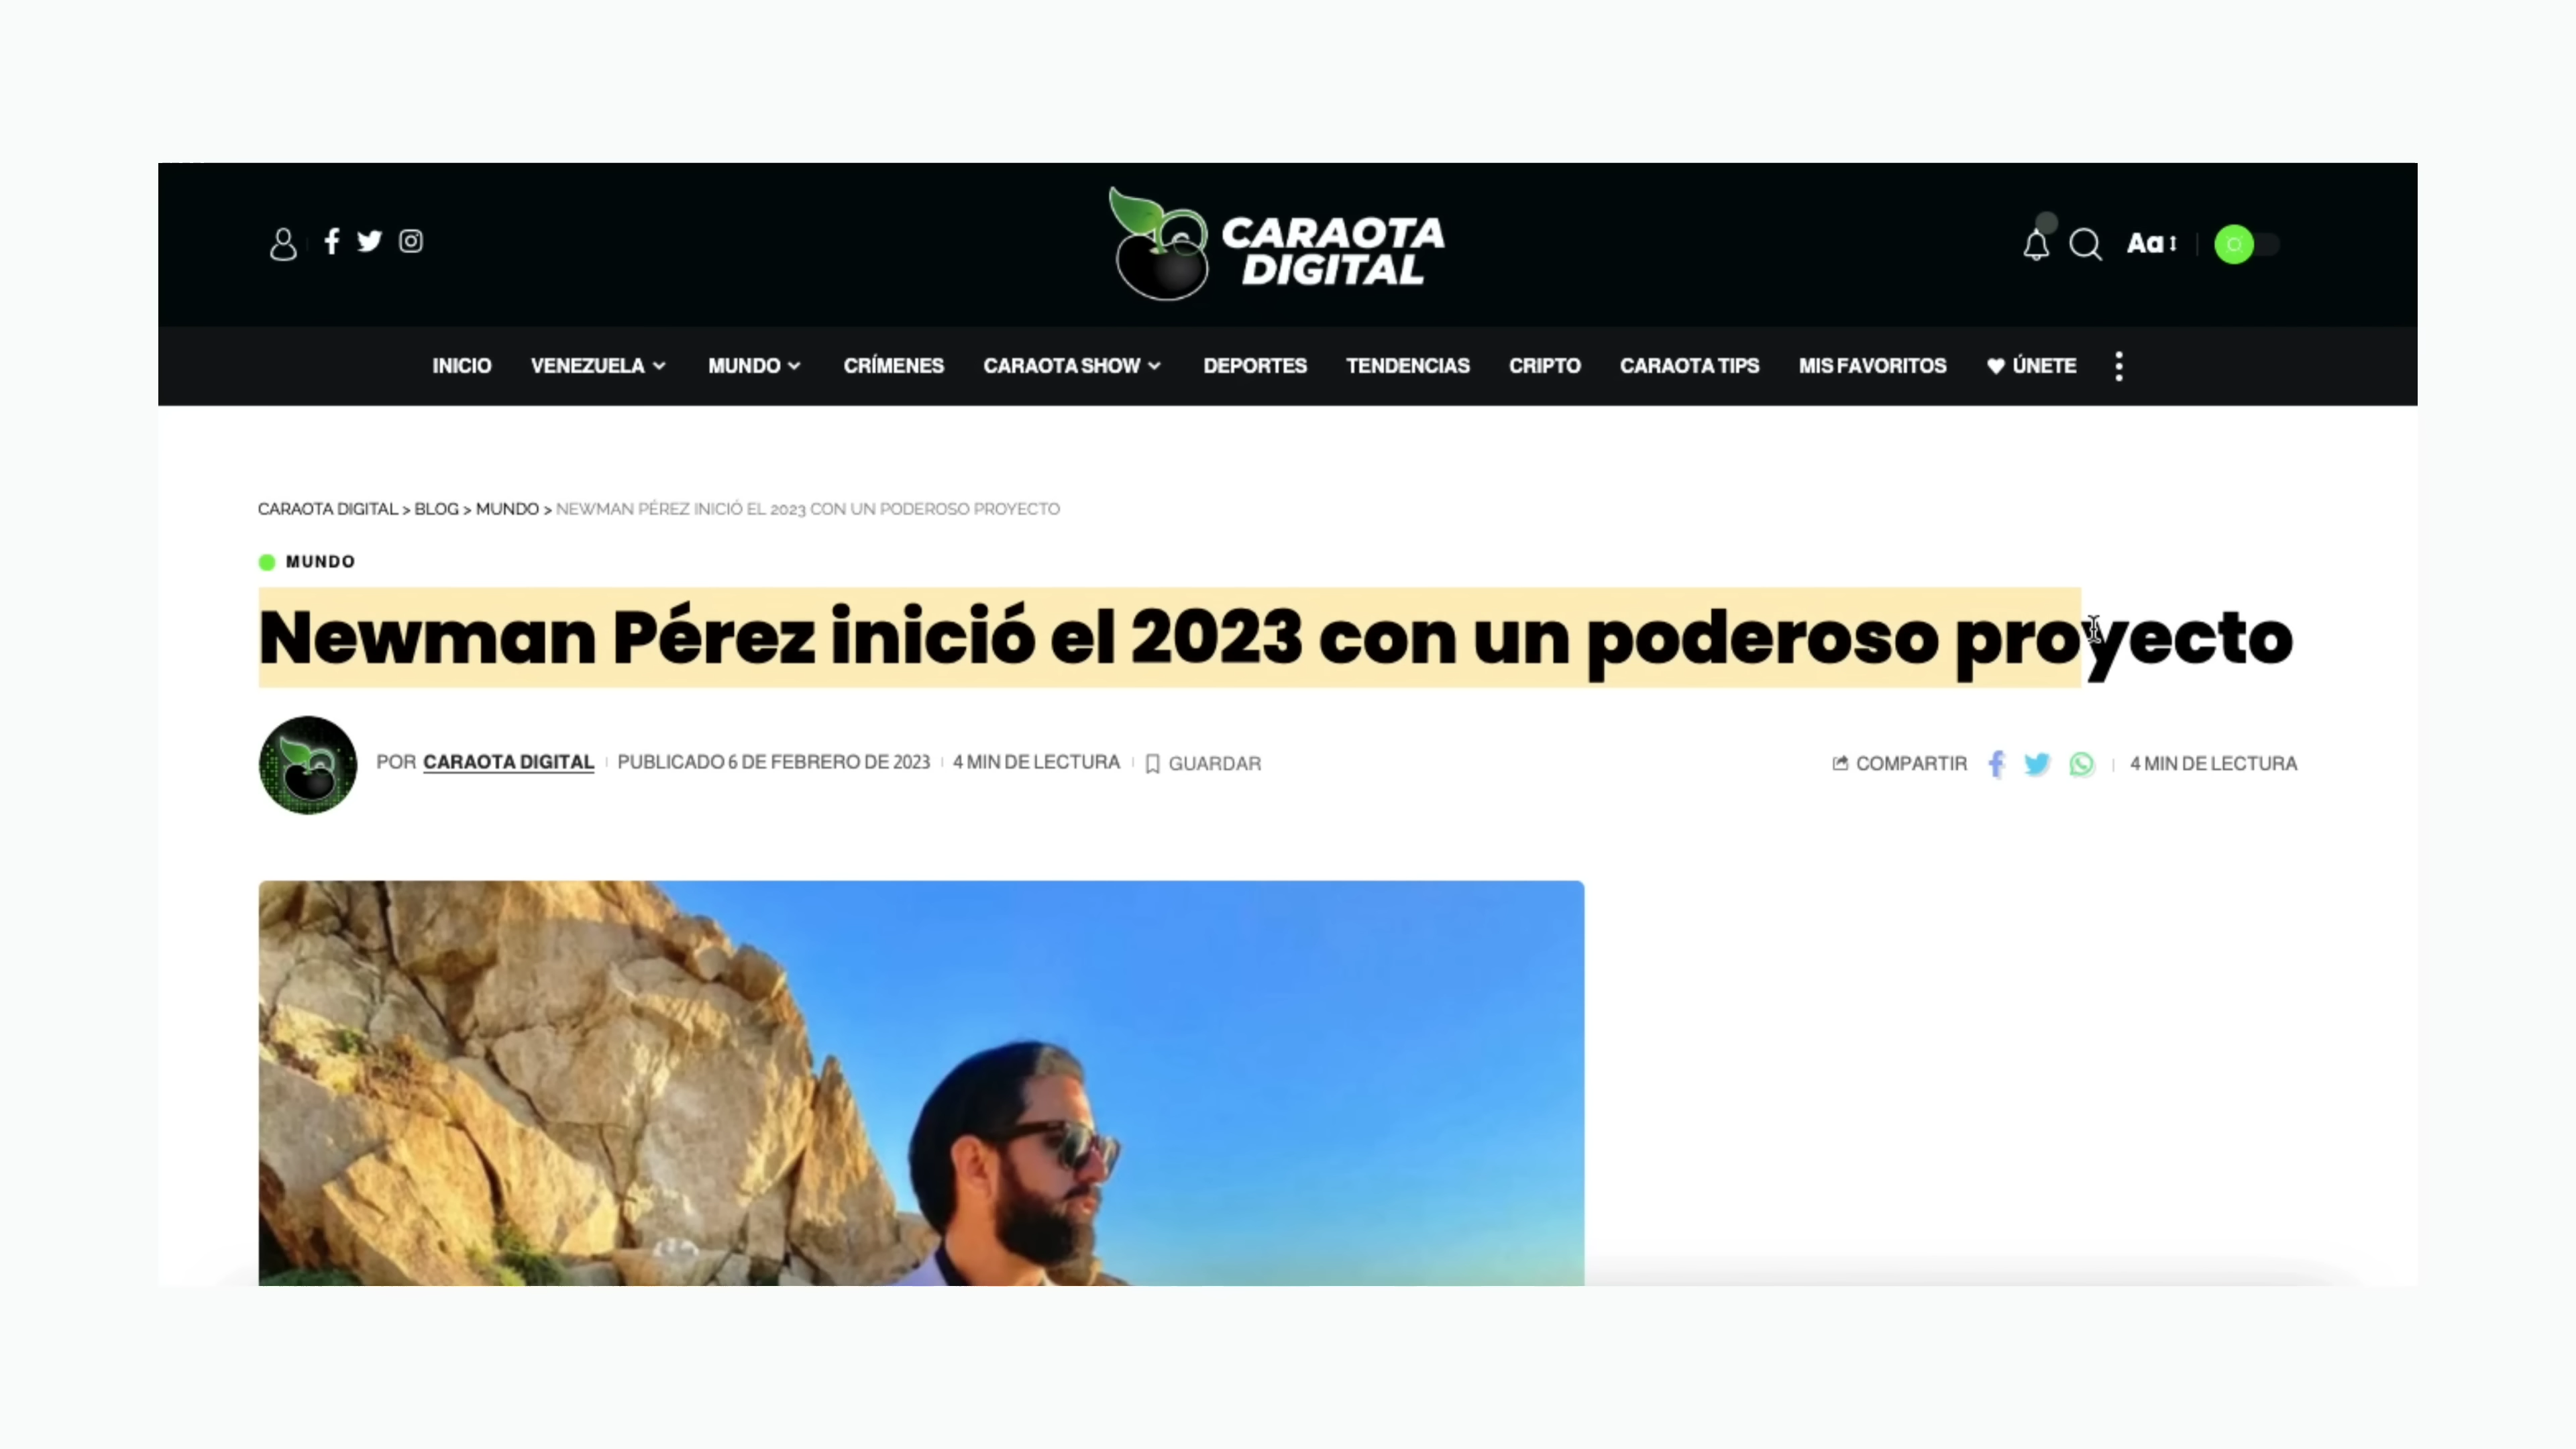 CARAOTA
DIGITAL
Aa
INICIO VENEZUELA MUNDO CRÍMENES CARAOTA SHOW DEPORTES TENDENCIAS CRIPTO CARAOTA TIPS MIS FAVORITOS ÚNETE
CARAOTA DIGITAL > BLOG > MUNDO > NEWMAN PÉREZ INICIÓ EL 2023 CON UN PODEROSO PROYECTO
MUNDO
Newman Pérez inició el 2023 con un poderoso proyecto
POR CARAOTA DIGITAL PUBLICADO 6 DE FEBRERO DE 2023 4 MIN DE LECTURA GUARDAR COMPARTIR 4 MIN DE LECTURA